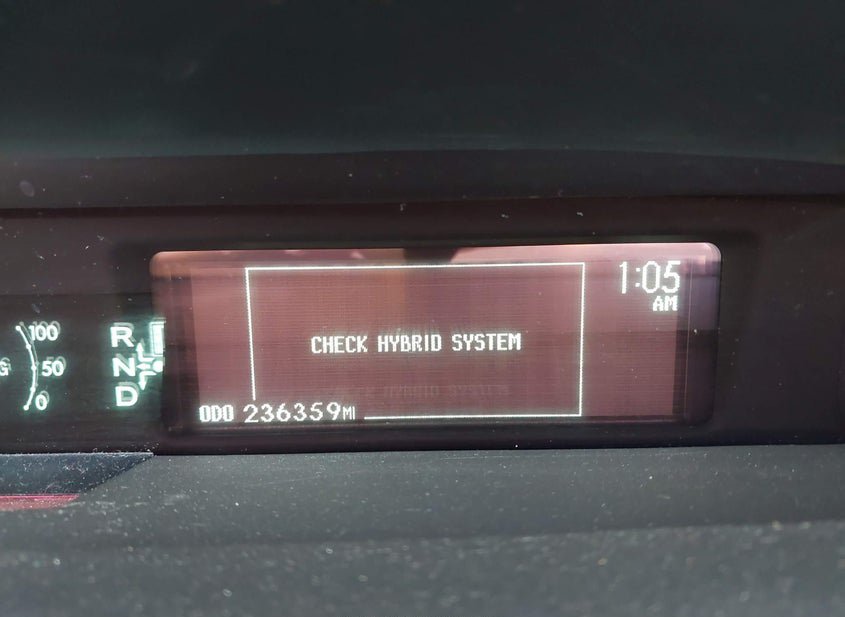 1:05
AM
100
50
0
G
R
N
D
CHECK HYBRID SYSTEM
ODO 236359MI